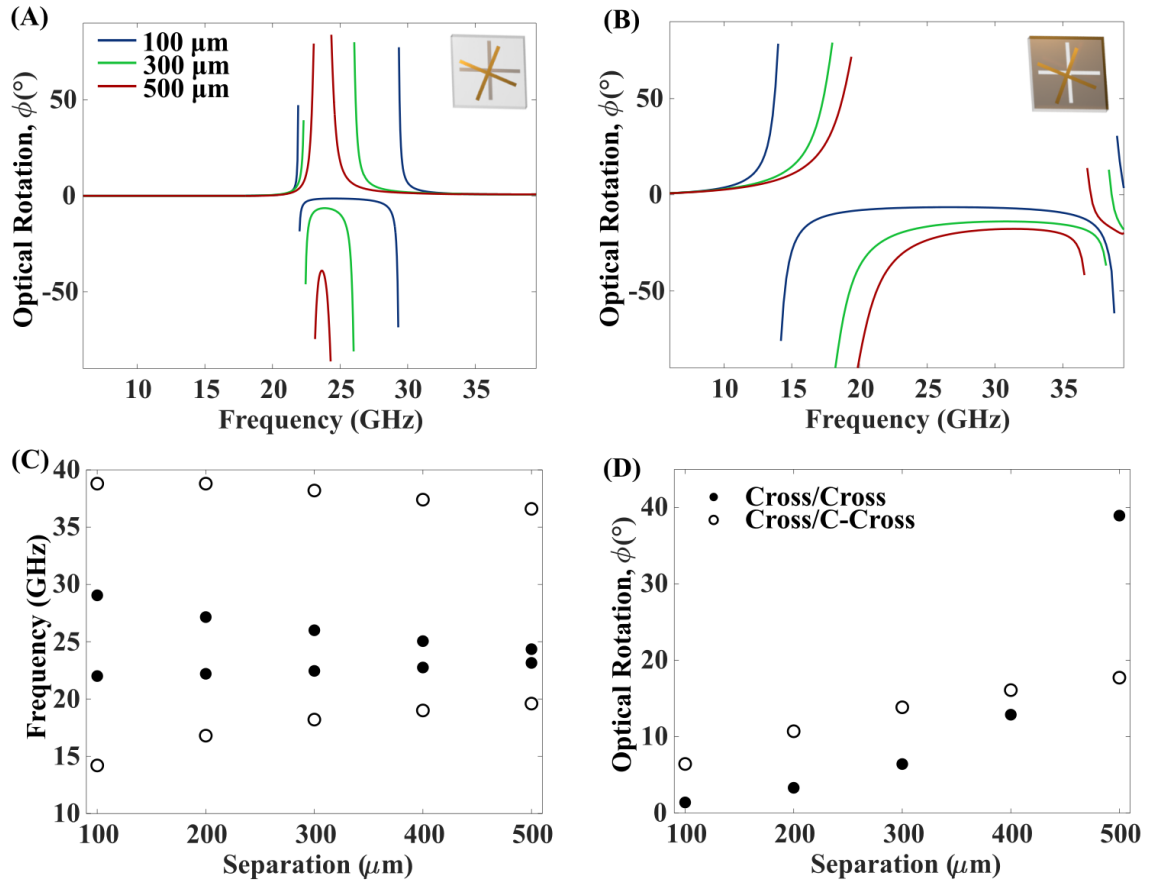 (A)
100 μm
300 μm
500 μm
Optical Rotation, ϕ(°)
50
0
-50
10 15 20 25 30 35
Frequency (GHz)
(B)
Optical Rotation, ϕ(°)
50
0
-50
10 15 20 25 30 35
Frequency (GHz)
(C)
Frequency (GHz)
40
35
30
25
20
15
10
100 200 300 400 500
Separation (μm)
(D)
Cross/Cross
Cross/C-Cross
Optical Rotation, ϕ(°)
40
30
20
10
0
100 200 300 400 500
Separation (μm)